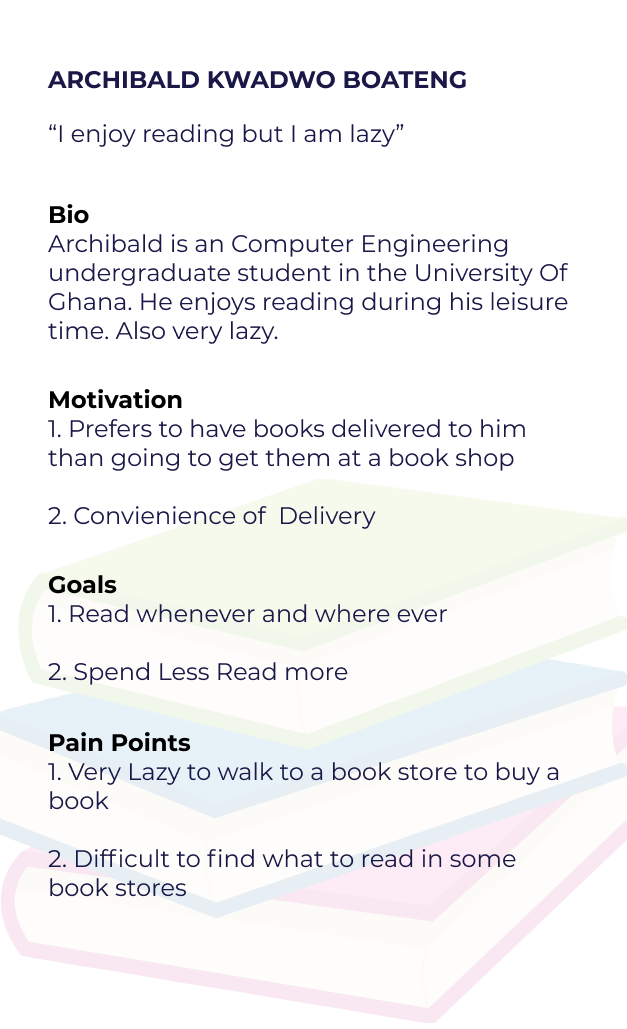 ARCHIBALD KWADWO BOATENG
“I enjoy reading but I am lazy”
Bio
Archibald is an Computer Engineering
undergraduate student in the University Of
Ghana. He enjoys reading during his leisure
time. Also very lazy.
Motivation
1. Prefers to have books delivered to him
than going to get them at a book shop
2. Convienience of  Delivery
Goals
1. Read whenever and where ever
2. Spend Less Read more
Pain Points
1. Very Lazy to walk to a book store to buy a
book
2. Difficult to find what to read in some
book stores